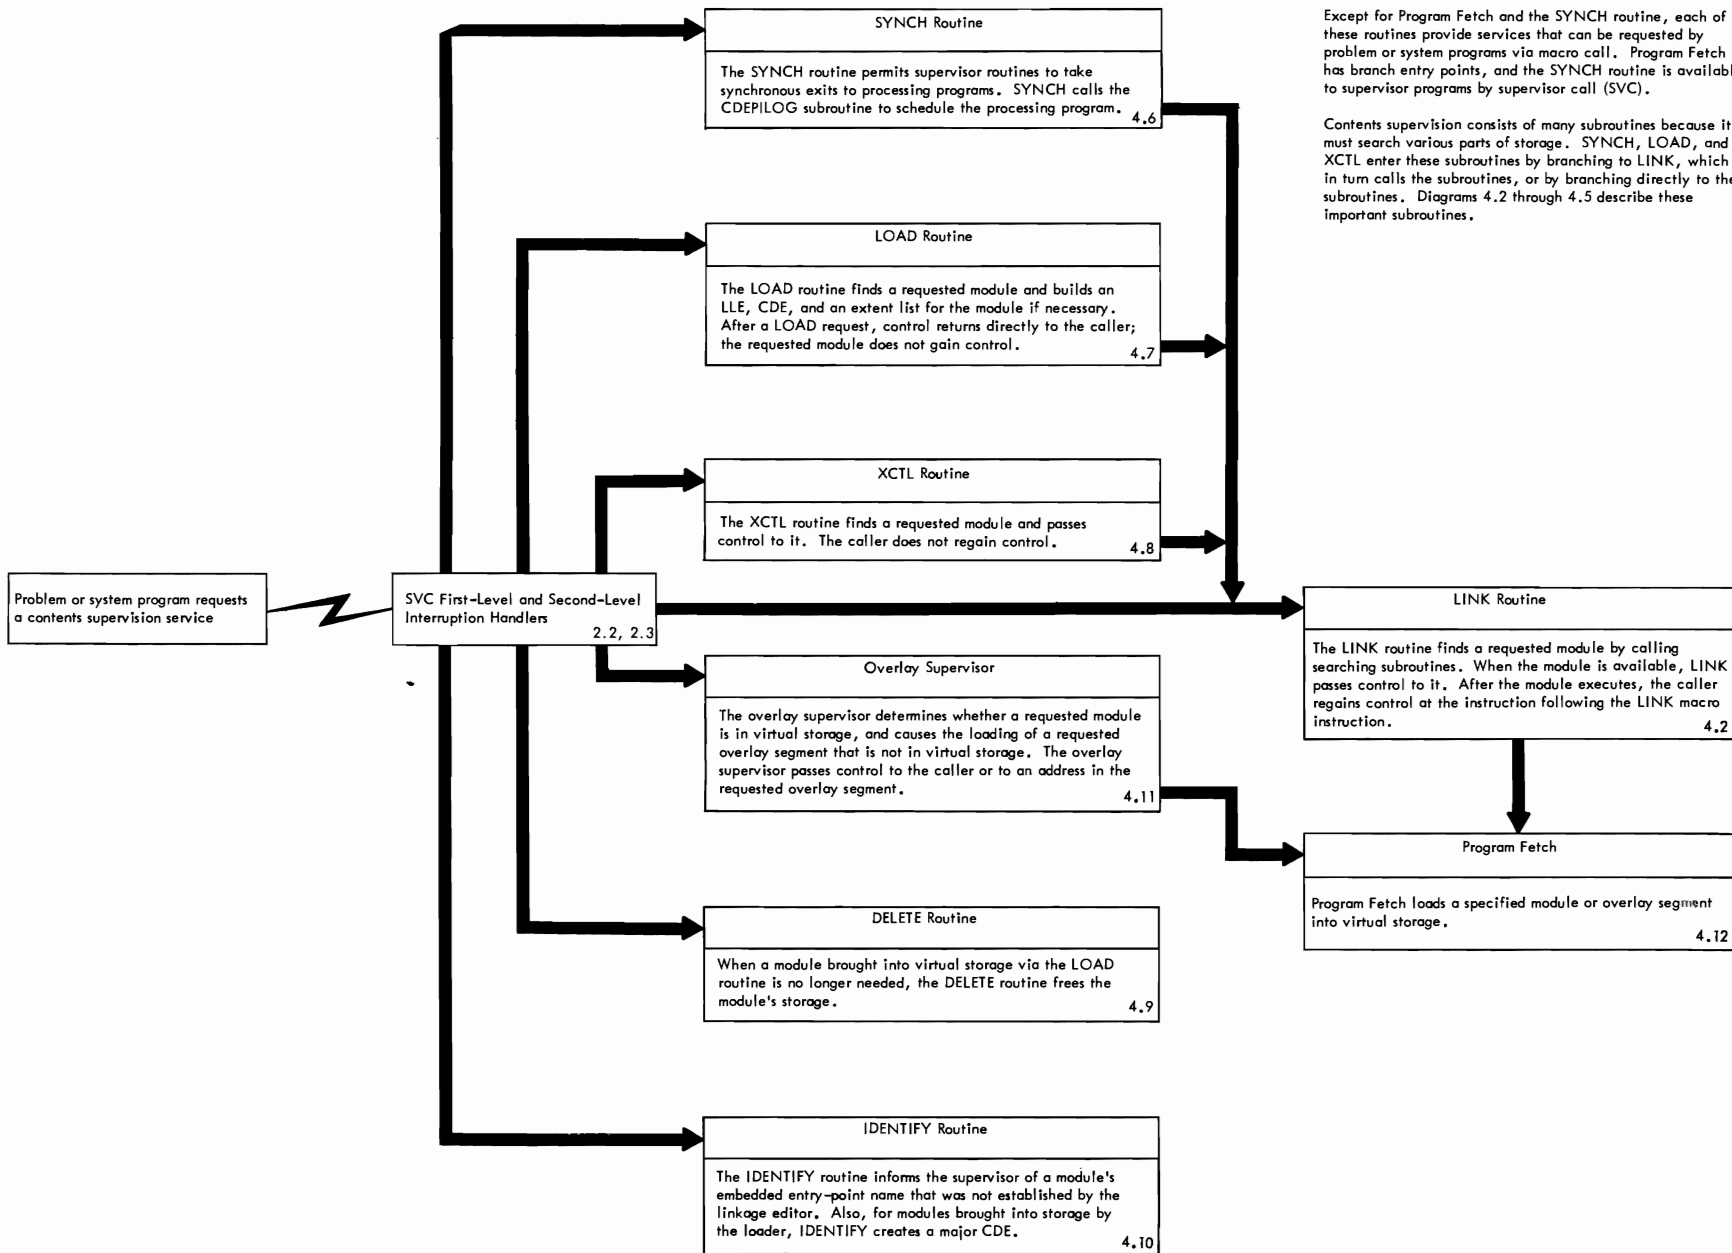 SYNCH Routine
The SYNCH routine permits supervisor routines to take
synchronous exits to processing programs. SYNCH calls the
CDEPILOG subroutine to schedule the processing program.
4.6
Except for Program Fetch and the SYNCH routine, each of
these routines provide services that can be requested by
problem or system programs via macro call. Program Fetch
has branch entry points, and the SYNCH routine is
to supervisor programs by supervisor call (SVC).
Contents supervision consists of many subroutines because it
must search various parts of storage. SYNCH, LOAD, and
XCTL enter these subroutines by branching to LINK, which
in turn calls the subroutines, or by branching directly to
subroutines. Diagrams 4.2 through 4.5 describe these
important subroutines.
LOAD Routine
The LOAD routine finds a requested module and builds an
LLE, CDE, and an extent list for the module if necessary.
After a LOAD request, control returns directly to the caller;
the requested module does not gain control.
4.7
XCTL Routine
The XCTL routine finds a requested module and passes
control to it. The caller does not regain control.
4.8
Problem or system program requests
a contents supervision service
SVC First-Level and Second-Level
Interruption Handlers
2.2, 2.3
LINK Routine
The LINK routine finds a requested module by calling
searching subroutines. When the module is available, LINK
passes control to it. After the module executes, the caller
regains control at the instruction following the LINK macro
instruction.
4.2
Overlay Supervisor
The overlay supervisor determines whether a requested module
is in virtual storage, and causes the loading of a requested
overlay segment that is not in virtual storage. The overlay
supervisor passes control to the caller or to an address in the
requested overlay segment.
4.11
Program Fetch
Program Fetch loads a specified module or overlay segment
into virtual storage.
4.12
DELETE Routine
When a module brought into virtual storage via the LOAD
routine is no longer needed, the DELETE routine frees the
module's storage.
4.9
IDENTIFY Routine
The IDENTIFY routine informs the supervisor of a module's
embedded entry-point name that was not established by the
linkage editor. Also, for modules brought into storage by
the loader, IDENTIFY creates a major CDE.
4.10